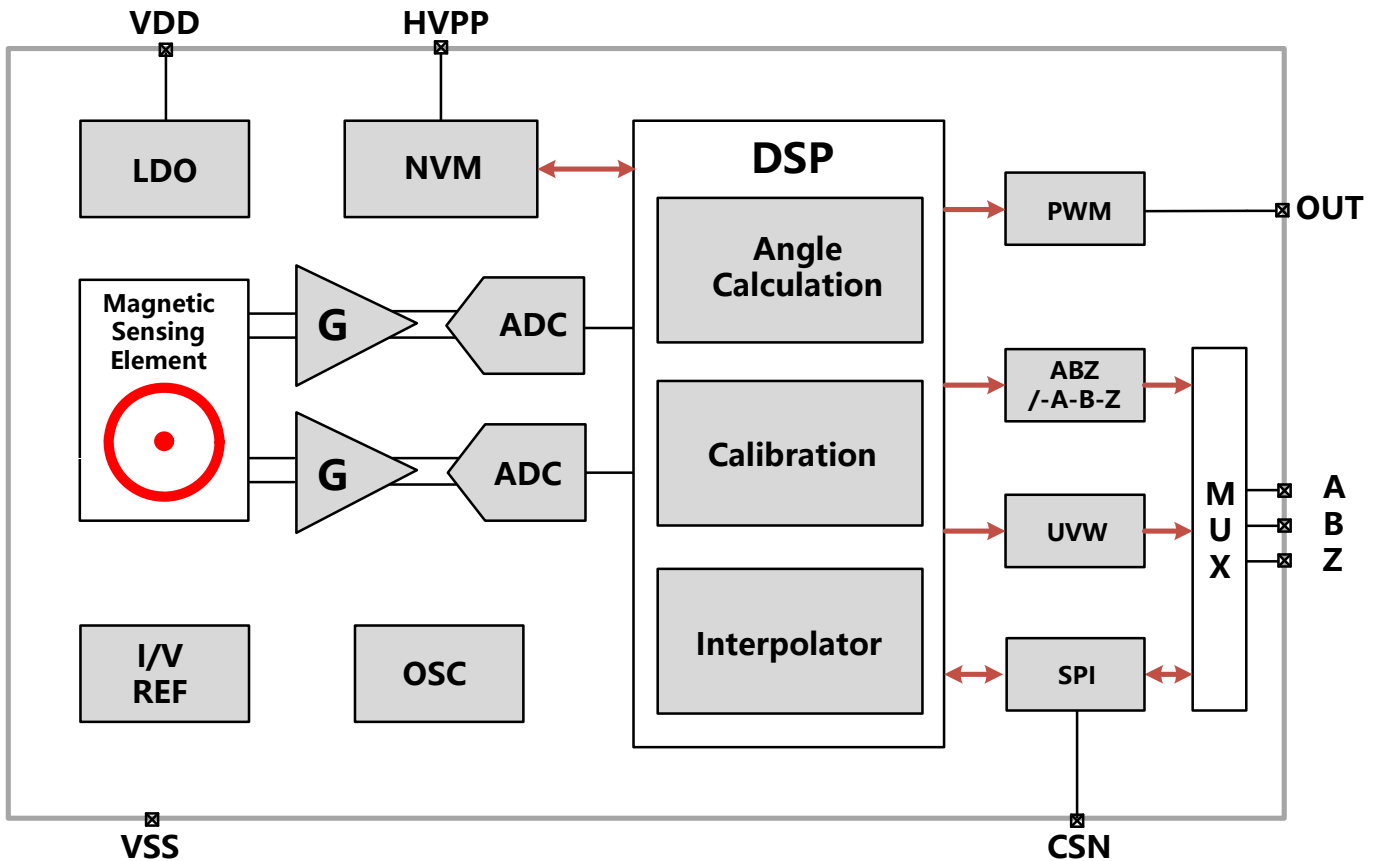 VDD
HVPP
LDO
NVM
DSP
Angle
Calculation
PWM
OUT
Magnetic
Sensing
Element
G
ADC
ABZ
/-A-B-Z
G
ADC
Calibration
UVW
M
U
X
A
B
Z
I/V
REF
OSC
Interpolator
SPI
VSS
CSN